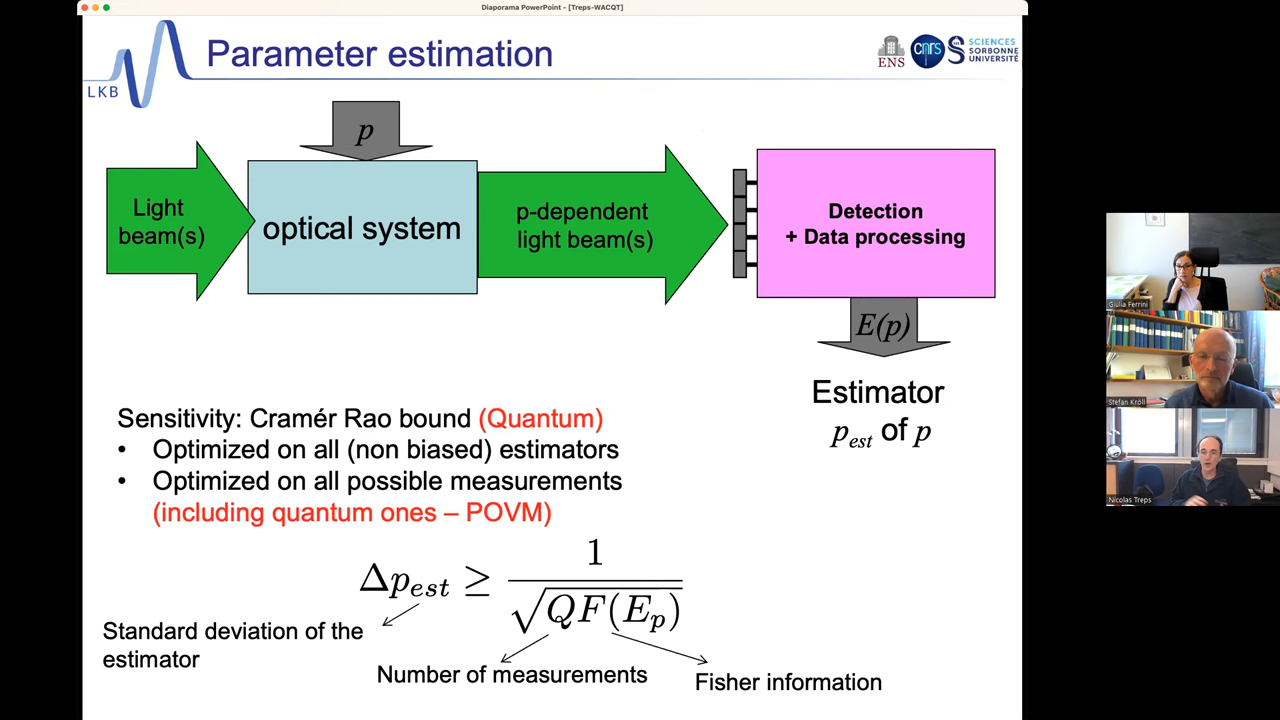 Diaporama PowerPoint - [Treps-WACQT]
Parameter estimation
LKB
ENS
cnrs
SCIENCES
SORBONNE
UNIVERSITÉ
p
Light
beam(s)
optical system
p-dependent
light beam(s)
Detection
+ Data processing
E(p)
Estimator
p_est of p
Sensitivity: Cramér Rao bound (Quantum)
• Optimized on all (non biased) estimators
• Optimized on all possible measurements
(including quantum ones – POVM)
Δp_est ≥ 1/√QF(E_p)
Standard deviation of the
estimator
Number of measurements
Fisher information
Giulia Ferrini
Stefan Kröll
Nicolas Treps